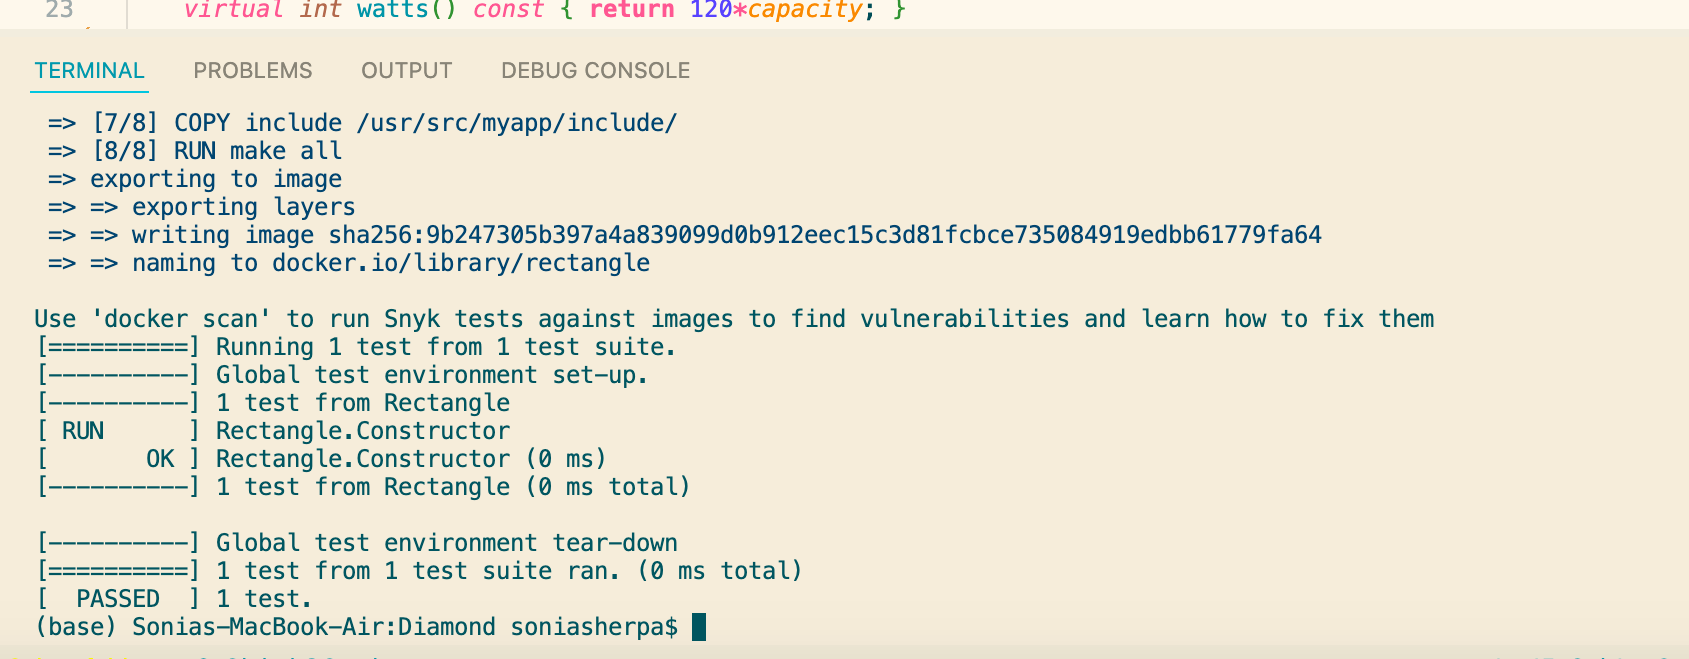 23 virtual int watts() const { return 120*capacity; }
TERMINAL PROBLEMS OUTPUT DEBUG CONSOLE
=> [7/8] COPY include /usr/src/myapp/include/
=> [8/8] RUN make all
=> exporting to image
=> => exporting layers
=> => writing image sha256:9b247305b397a4a839099d0b912eec15c3d81fcbce735084919edbb61779fa64
=> => naming to docker.io/library/rectangle
Use 'docker scan' to run Snyk tests against images to find vulnerabilities and learn how to fix them
[==========] Running 1 test from 1 test suite.
[----------] Global test environment set-up.
[----------] 1 test from Rectangle
[ RUN      ] Rectangle.Constructor
[       OK ] Rectangle.Constructor (0 ms)
[----------] 1 test from Rectangle (0 ms total)
[----------] Global test environment tear-down
[==========] 1 test from 1 test suite ran. (0 ms total)
[  PASSED  ] 1 test.
(base) Sonias-MacBook-Air:Diamond soniasherpa$